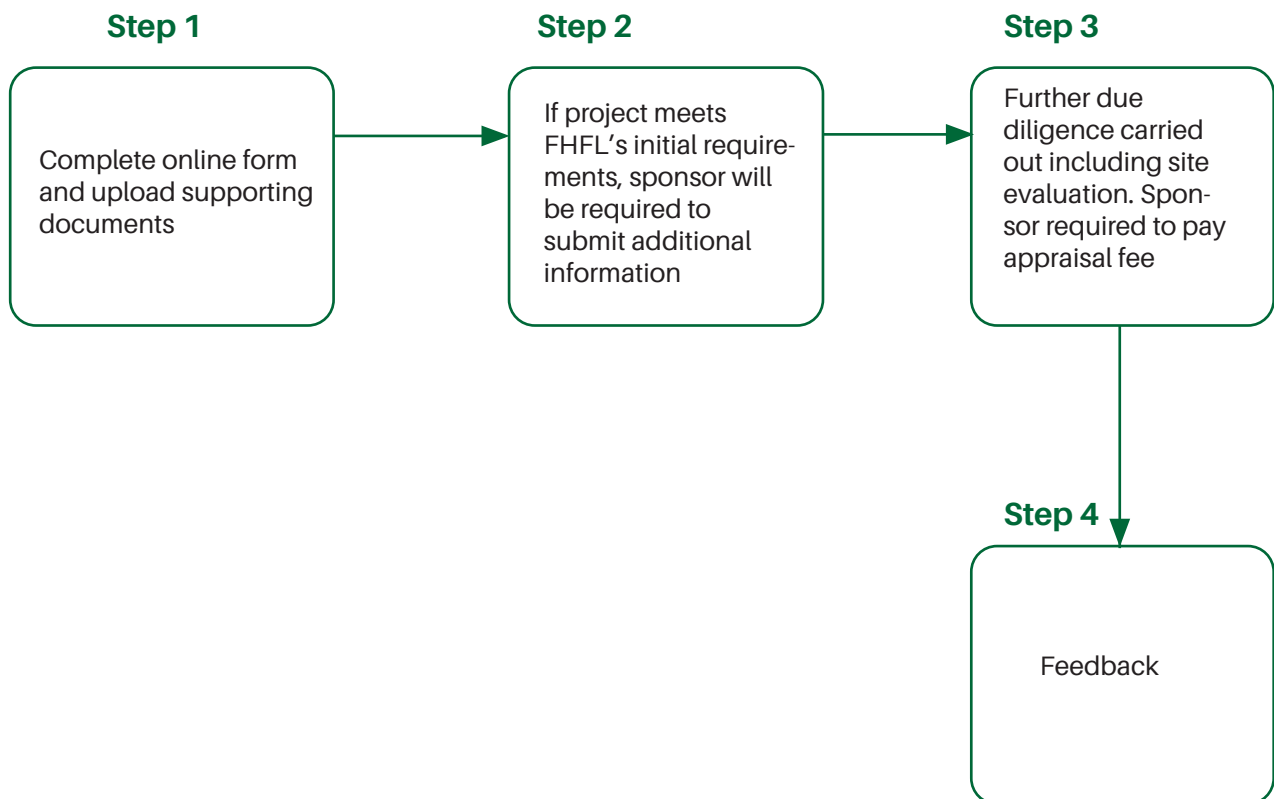 Step 1
Complete online form
and upload supporting
documents
Step 2
If project meets
FHFL's initial require-
ments, sponsor will
be required to
submit additional
information
Step 3
Further due
diligence carried
out including site
evaluation. Spon-
sor required to pay
appraisal fee
Step 4
Feedback